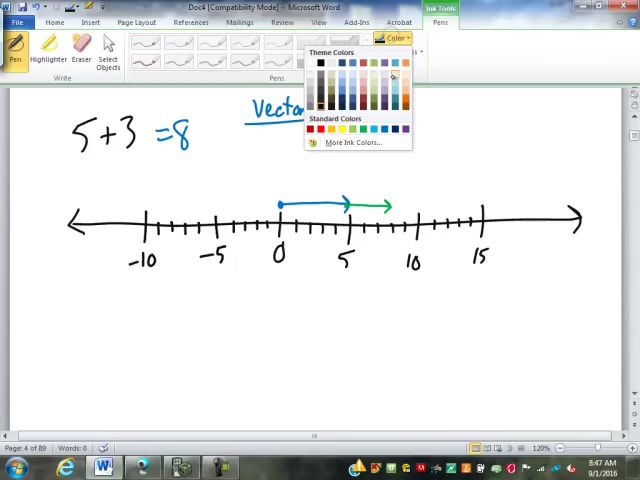 Doc4 [Compatibility Mode] - Microsoft Word
Ink Tools
File Home Insert Page Layout References Mailings Review View Add-Ins Acrobat Pens
Pen Highlighter Eraser Select Objects
Color
Write
Pens
Theme Colors
Standard Colors
More Ink Colors...
5+3 =8
-10 -5 0 5 10 15
Page: 4 of 89 Words: 0
120%
8:47 AM
9/1/2016